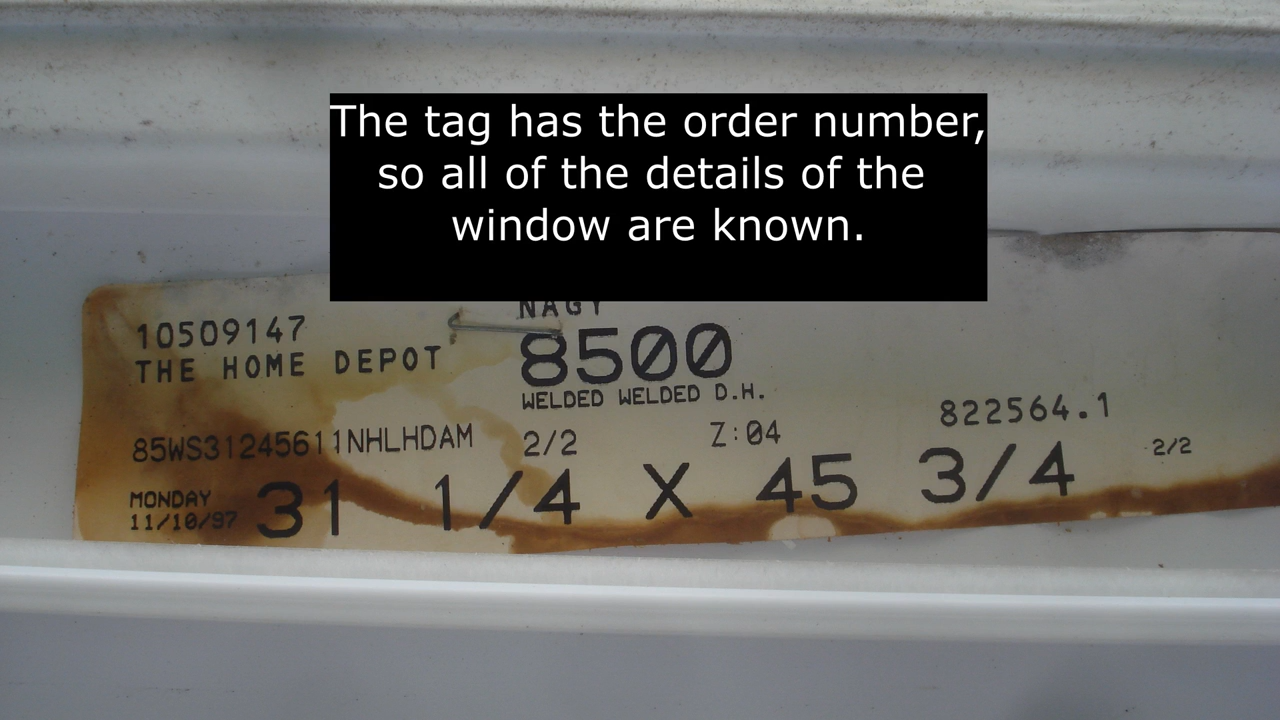 The tag has the order number,
so all of the details of the
window are known.
NAGY
10509147
8500
THE HOME DEPOT
WELDED WELDED D.H.
822564.1
85WS31245611NHLHDAM 2/2 Z:04
2/2
MONDAY
11/10/97
31 1/4 X 45 3/4